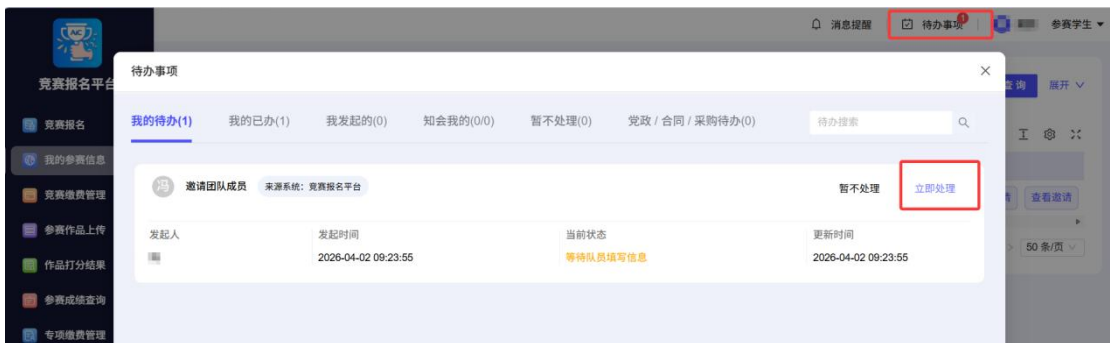 消息提醒 待办事项 1 参赛学生
AC
竞赛报名平台
待办事项
查询 展开
我的待办(1) 我的已办(1) 我发起的(0) 知会我的(0/0) 暂不处理(0) 党政 / 合同 / 采购待办(0) 待办搜索
竞赛报名
我的参赛信息
冯 邀请团队成员 来源系统：竞赛报名平台 暂不处理 立即处理
竞赛缴费管理
查看邀请
参赛作品上传
发起人 发起时间 当前状态 更新时间
50 条/页
2026-04-02 09:23:55 等待队员填写信息 2026-04-02 09:23:55
作品打分结果
参赛成绩查询
专项缴费管理